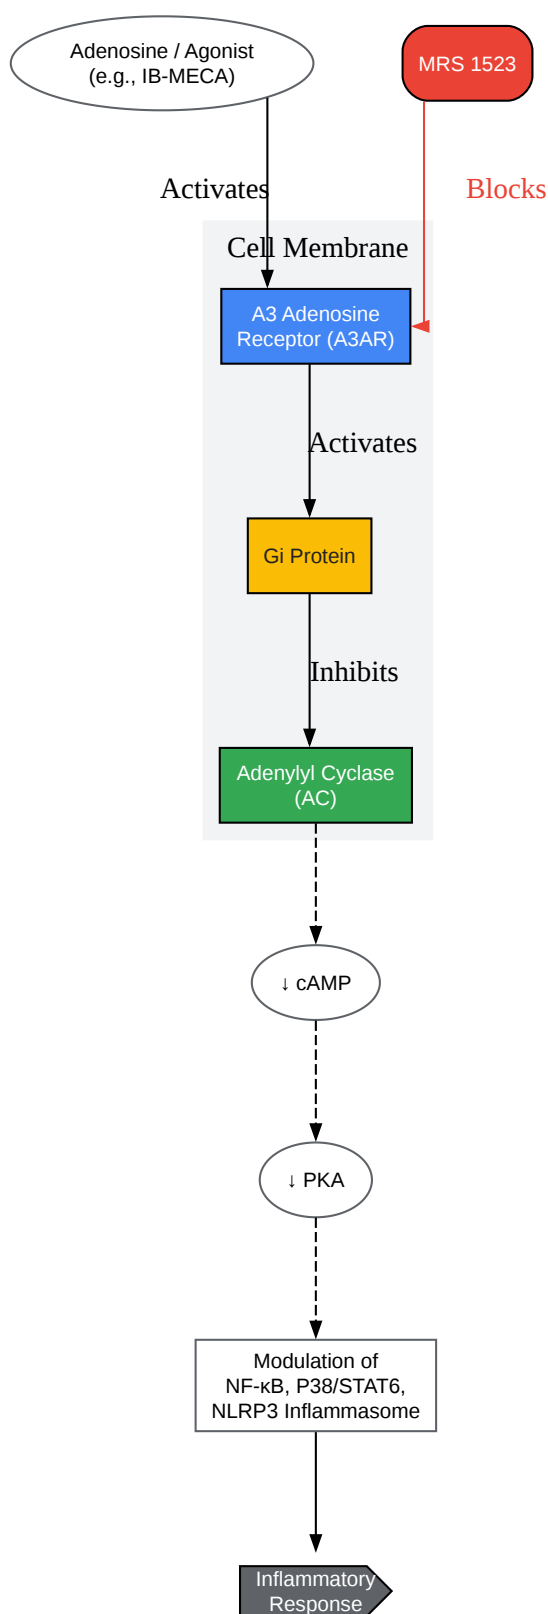 Adenosine / Agonist
(e.g., IB-MECA)
MRS 1523
Activates
Blocks
Cell Membrane
A3 Adenosine
Receptor (A3AR)
Activates
Gi Protein
Inhibits
Adenylyl Cyclase
(AC)
↓ cAMP
↓ PKA
Modulation of
NF-κB, P38/STAT6,
NLRP3 Inflammasome
Inflammatory
Response